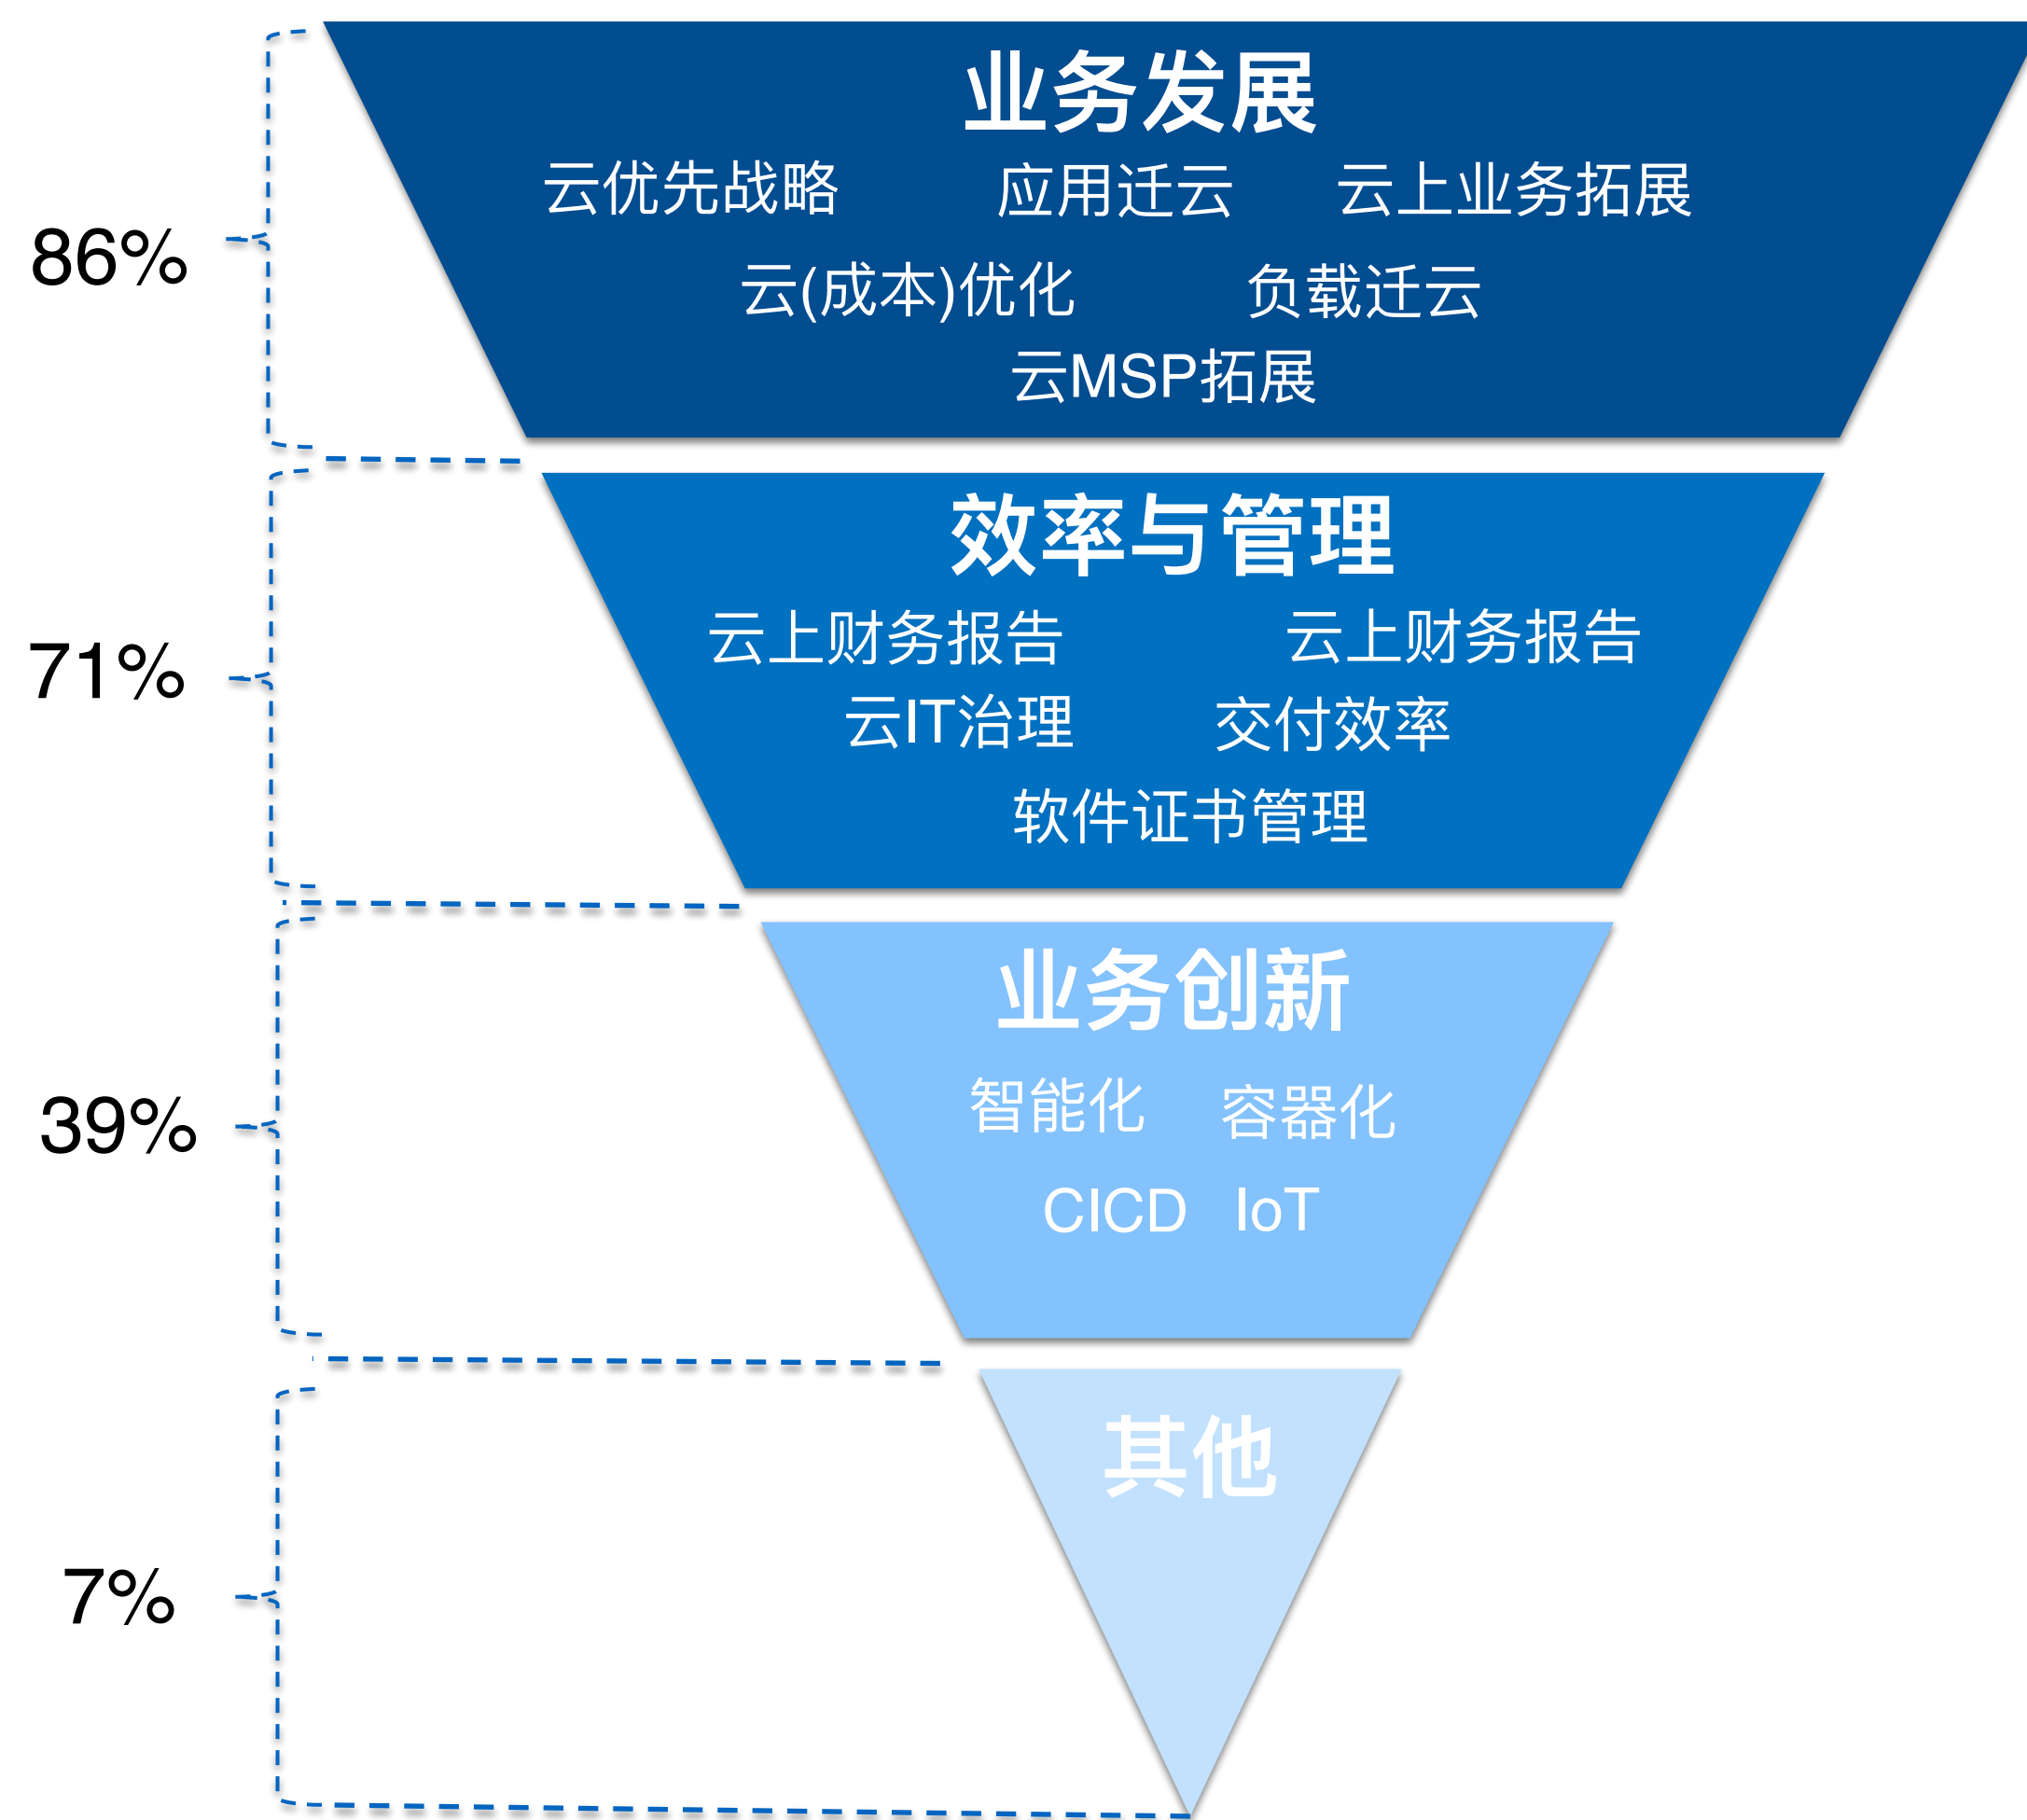 业务发展
云优先战略 应用迁云 云上业务拓展
86%
云(成本)优化 负载迁云
云MSP拓展
效率与管理
云上财务报告 云上财务报告
71%
云IT治理 交付效率
软件证书管理
业务创新
39%
智能化 容器化
CICD IoT
其他
7%